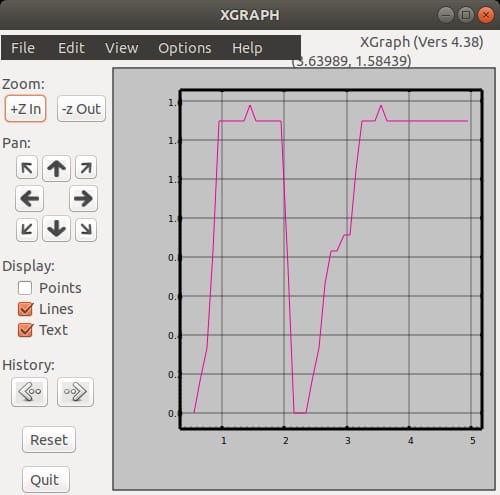 XGRAPH
File Edit View Options Help
XGraph (Vers 4.38)
(3.63989, 1.58439)
Zoom:
+Z In -z Out
Pan:
Display:
Points
Lines
Text
History:
Reset
Quit
1.
1.
1.
1.
0.
0.
0.
0.
1 2 3 4 5